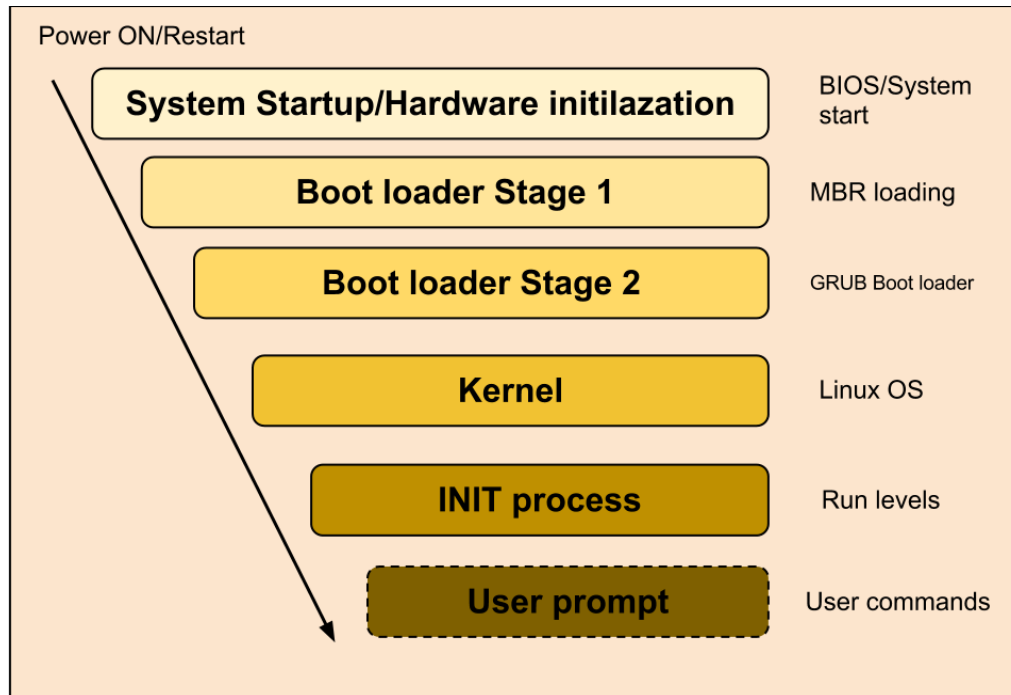 Power ON/Restart
System Startup/Hardware initilazation
BIOS/System
start
Boot loader Stage 1
MBR loading
Boot loader Stage 2
GRUB Boot loader
Kernel
Linux OS
INIT process
Run levels
User prompt
User commands